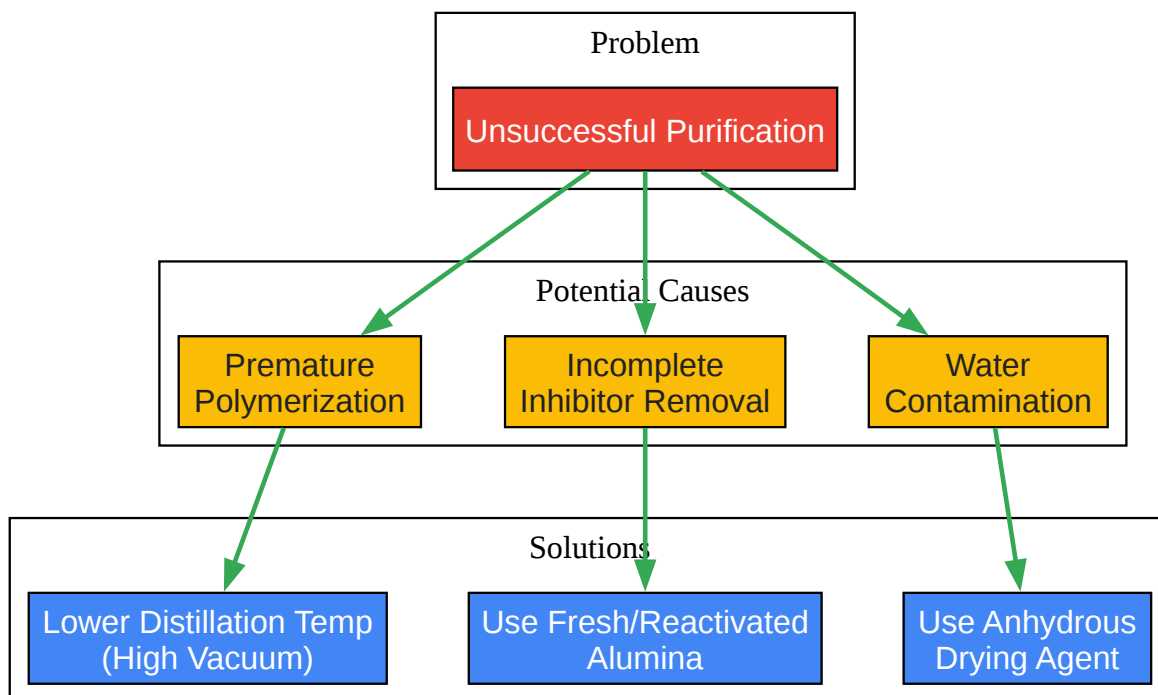 Problem
Unsuccessful Purification
Potential Causes
Premature
Polymerization
Incomplete
Inhibitor Removal
Water
Contamination
Solutions
Lower Distillation Temp
(High Vacuum)
Use Fresh/Reactivated
Alumina
Use Anhydrous
Drying Agent